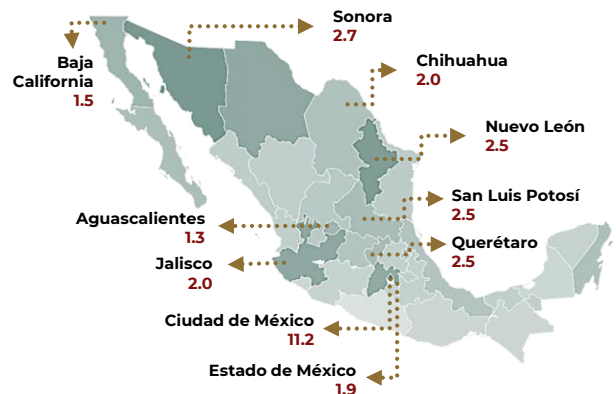 Sonora
2.7
Baja
California
1.5
Chihuahua
2.0
Nuevo León
2.5
San Luis Potosí
2.5
Aguascalientes
1.3
Querétaro
2.5
Jalisco
2.0
Ciudad de México
11.2
Estado de México
1.9